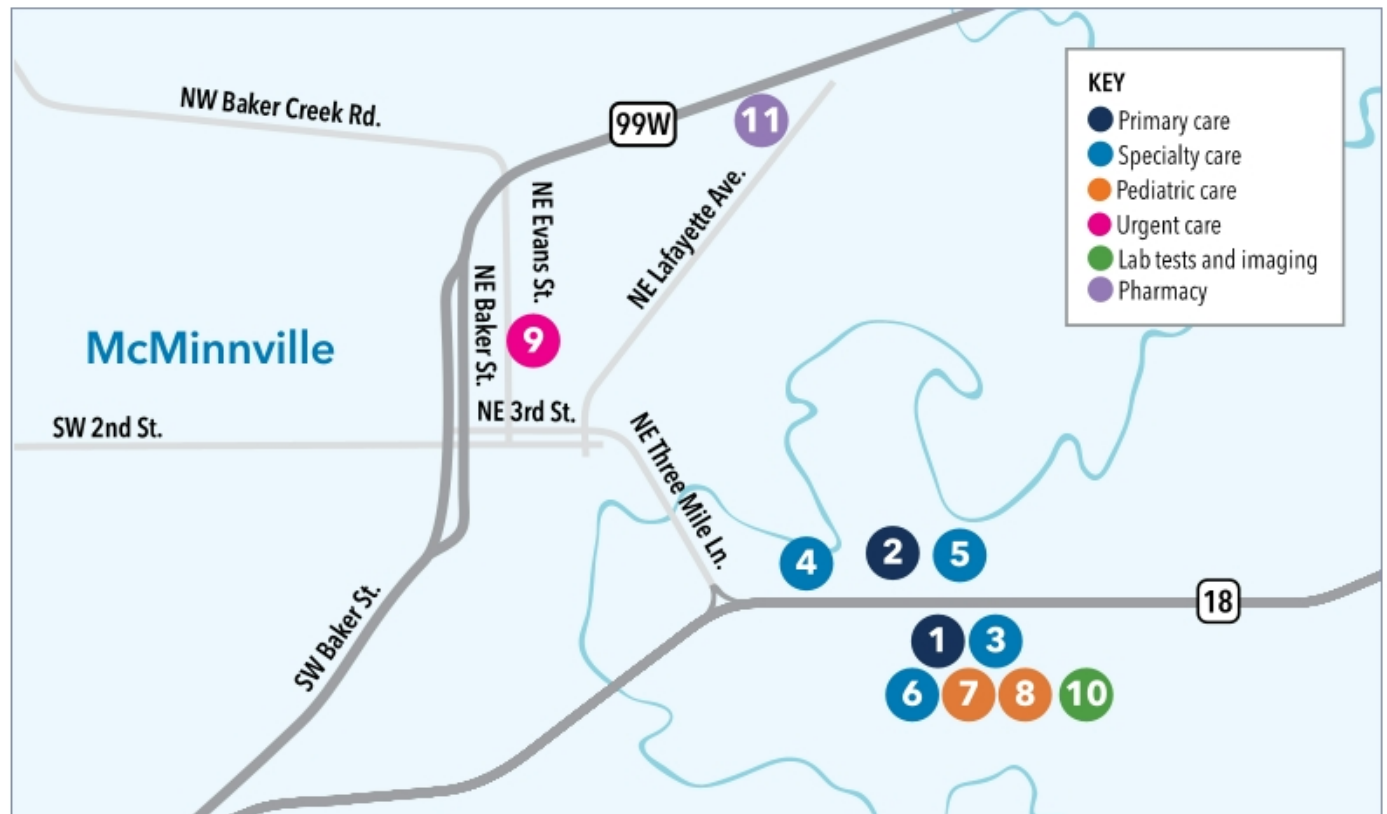 KEY
Primary care
Specialty care
Pediatric care
Urgent care
Lab tests and imaging
Pharmacy
NW Baker Creek Rd.
99W
11
NE Evans St.
NE Lafayette Ave.
NE Baker St.
9
McMinnville
NE 3rd St.
SW 2nd St.
NE Three Mile Ln.
4
2
5
18
SW Baker St.
1
3
6
7
8
10